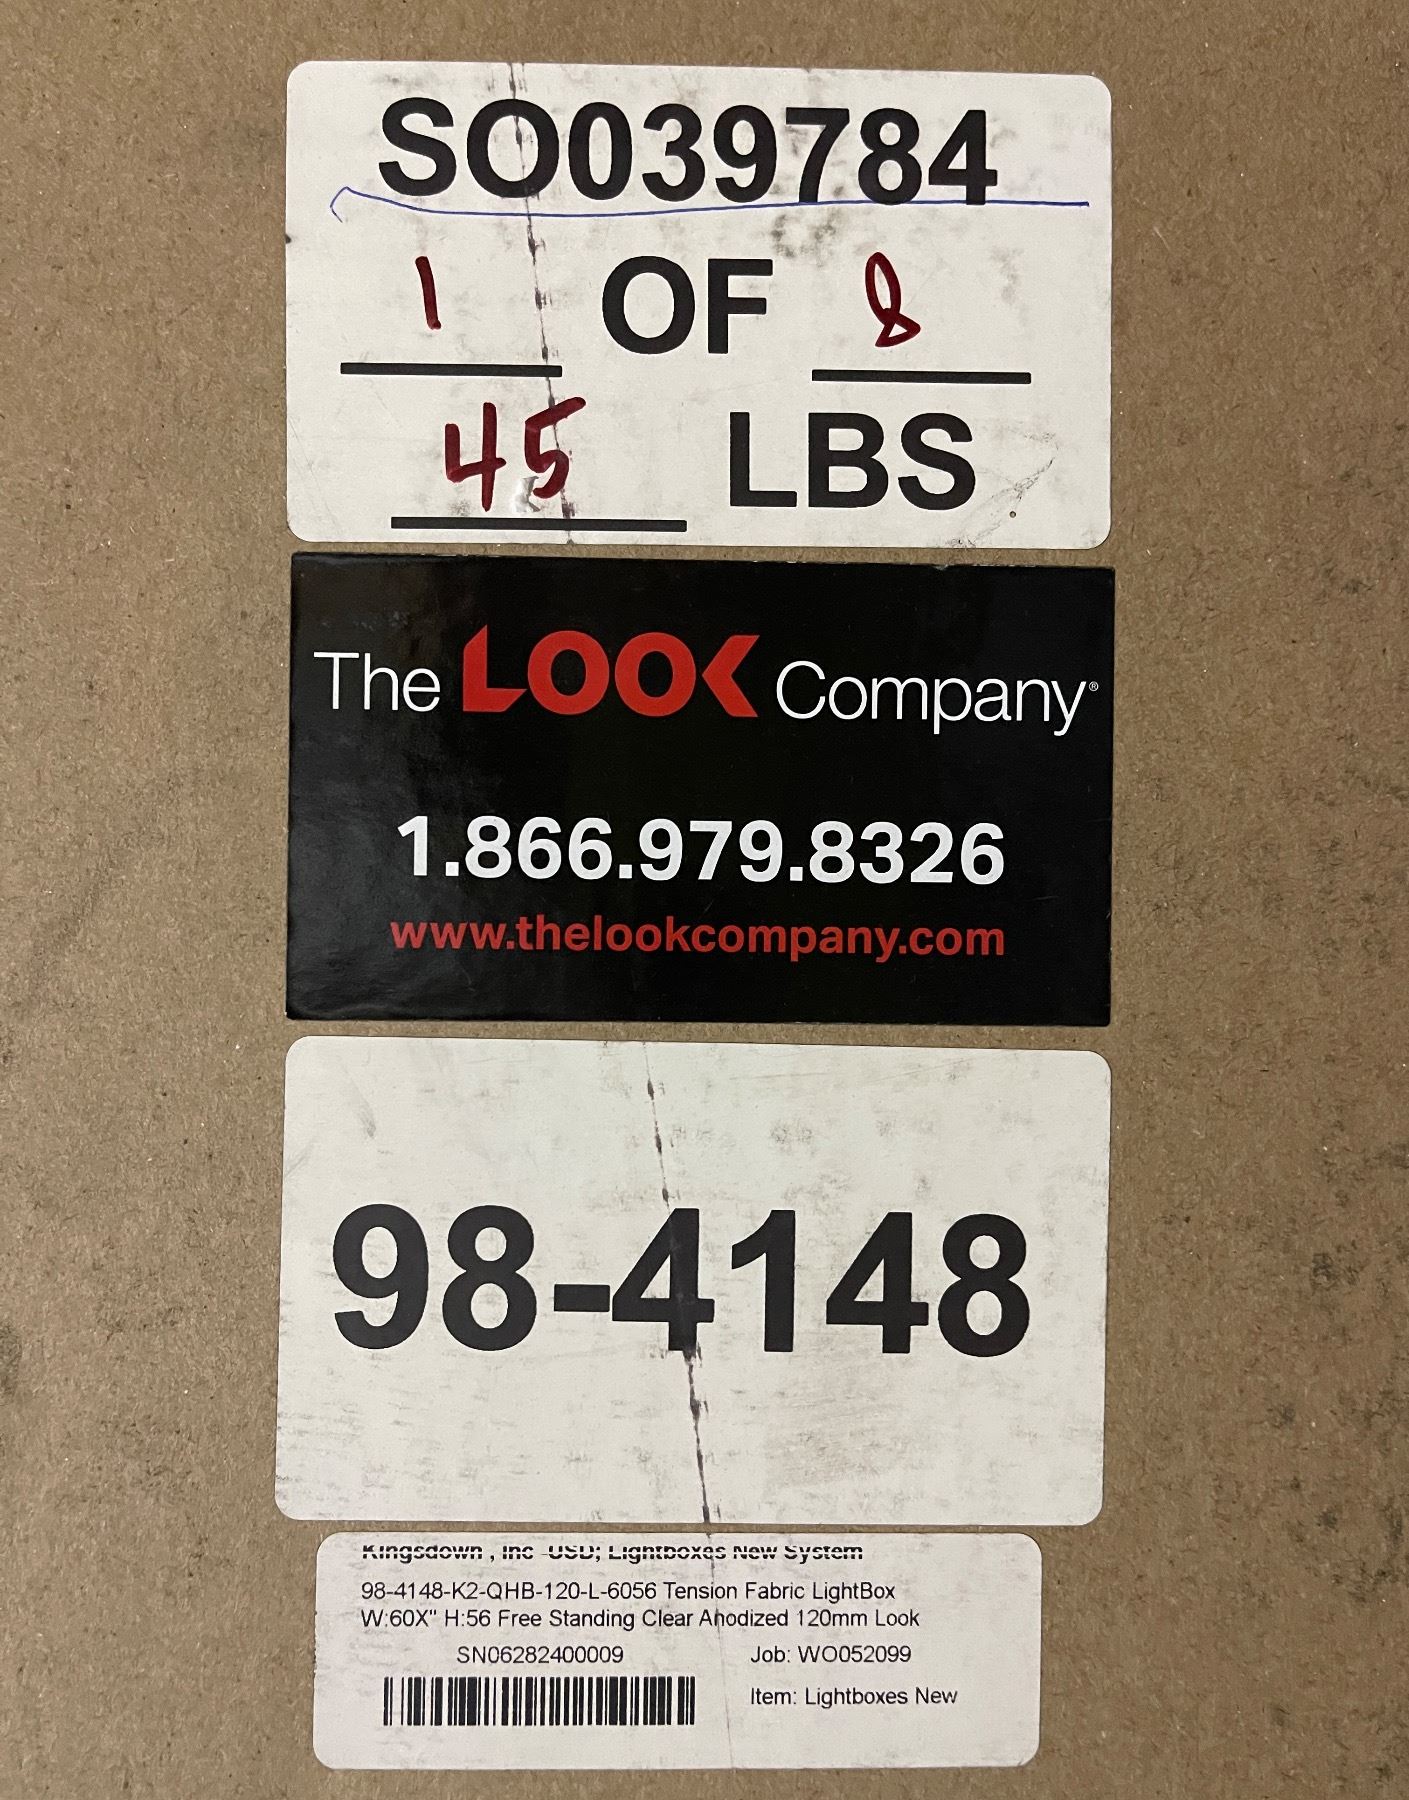 SO039784
1 OF 8
45 LBS
The LOOK Company®
1.866.979.8326
www.thelookcompany.com
98-4148
Kingsdown , Inc -USD; Lightboxes New System
98-4148-K2-QHB-120-L-6056 Tension Fabric LightBox
W:60X" H:56 Free Standing Clear Anodized 120mm Look
SN06282400009 Job: WO052099
Item: Lightboxes New